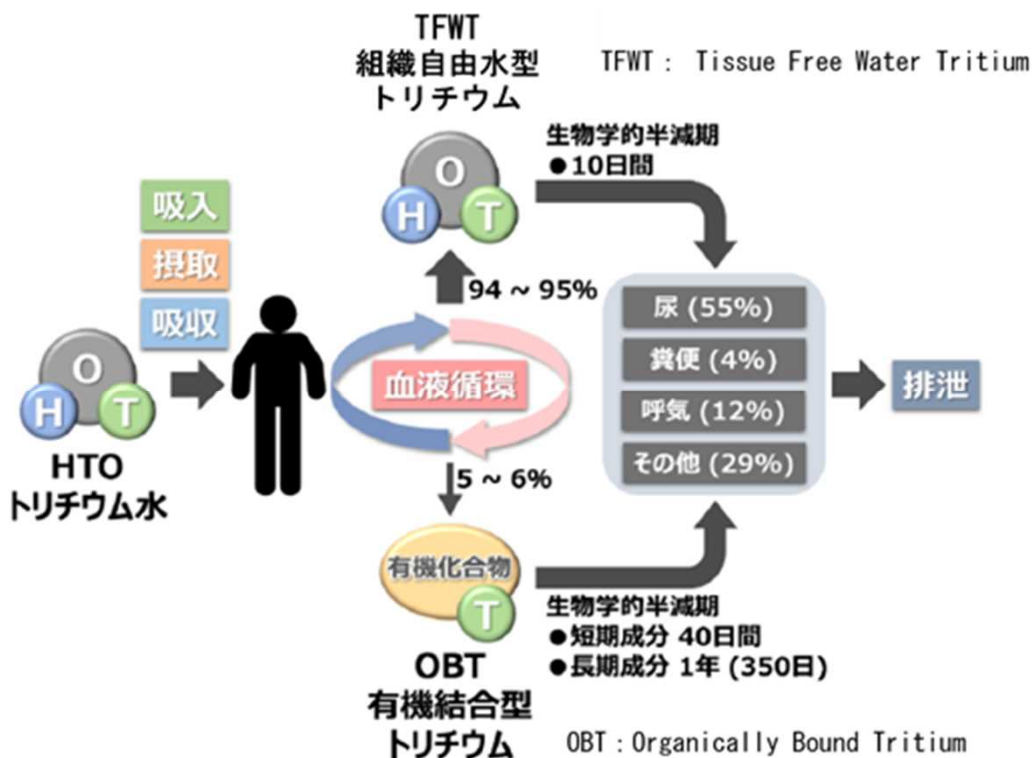 TFWT
組織自由水型
トリチウム
TFWT： Tissue Free Water Tritium
生物学的半減期
●10日間
O
H
T
吸入
摂取
吸収
94 ~ 95%
O
H
T
HTO
トリチウム水
血液循環
尿 (55%)
糞便 (4%)
呼気 (12%)
その他 (29%)
排泄
5 ~ 6%
有機化合物
T
OBT
有機結合型
トリチウム
生物学的半減期
●短期成分 40日間
●長期成分 1年 (350日)
OBT：Organically Bound Tritium